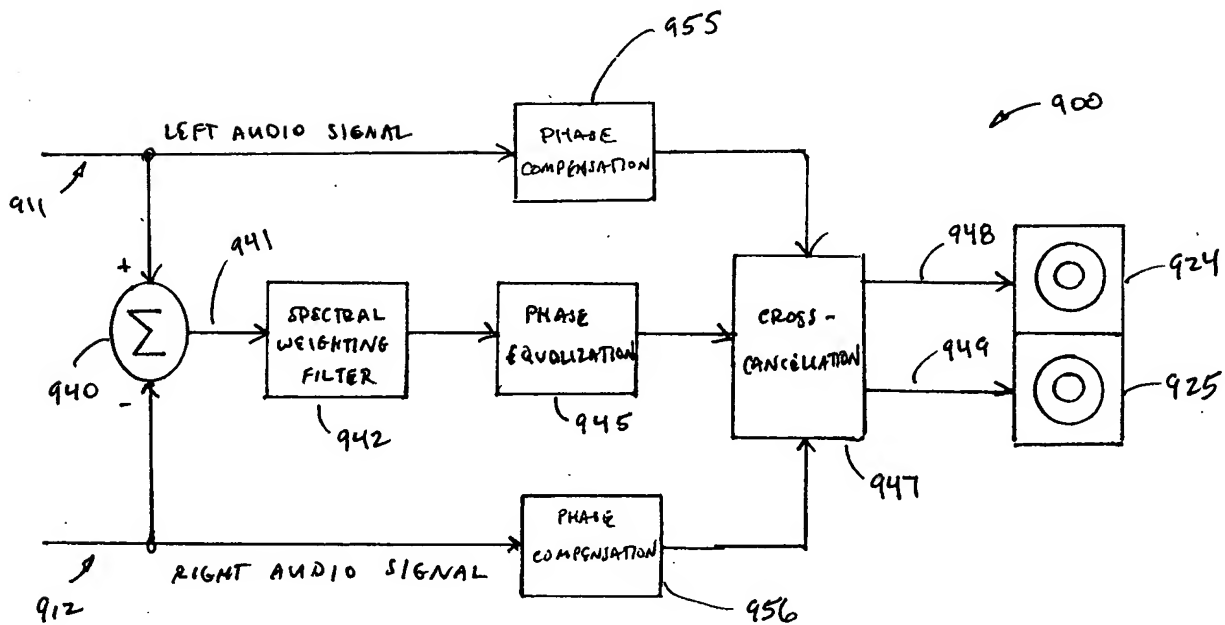 955
900
LEFT AUDIO SIGNAL
PHASE
COMPENSATION
911
941
948
924
+
Σ
SPECTRAL
WEIGHTING
FILTER
PHASE
EQUALIZATION
CROSS-
CANCELLATION
940
-
942
945
949
925
947
PHASE
COMPENSATION
RIGHT AUDIO SIGNAL
912
956